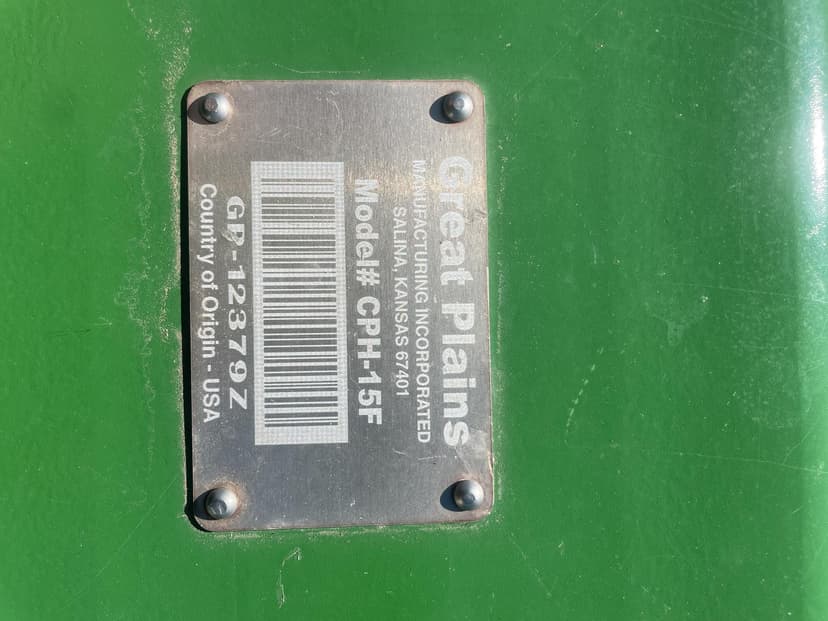 Great Plains
MANUFACTURING INCORPORATED
SALINA, KANSAS 67401
Model# CPH-15F
GP-12379Z
Country of Origin - USA